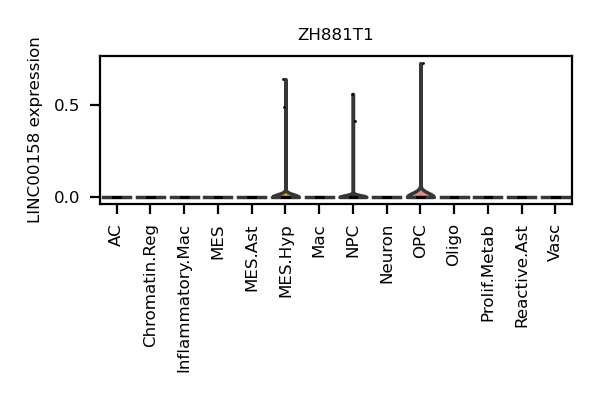 ZH881T1
LINC00158 expression
0.5
0.0
AC
Chromatin.Reg
Inflammatory.Mac
MES
MES.Ast
MES.Hyp
Mac
NPC
Neuron
OPC
Oligo
Prolif.Metab
Reactive.Ast
Vasc